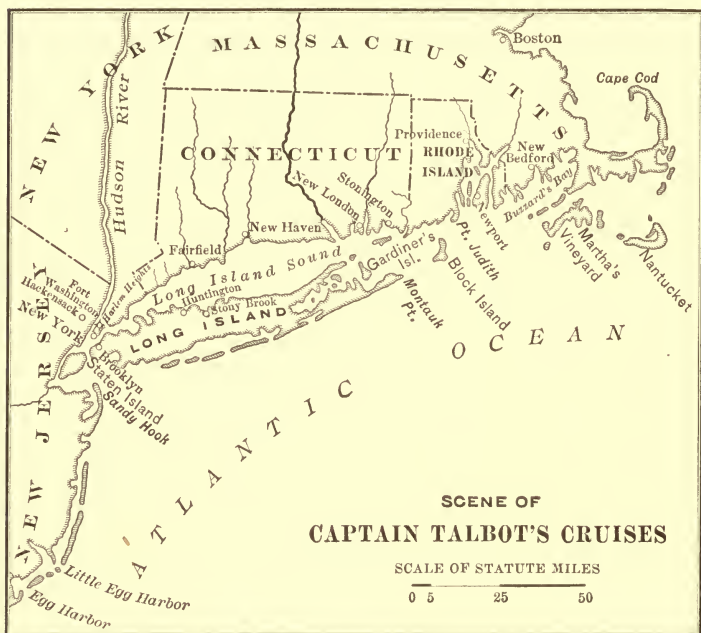 NEW YORK
MASSACHUSETTS
Boston
Cape Cod
Hudson River
CONNECTICUT
Providence
RHODE
ISLAND
New
Bedford
Buzzard's Bay
Stonington
New London
New Haven
Newport
Fairfield
Pt. Judith
Martha's
Vineyard
Nantucket
Long Island Sound
Gardiner's
Isl.
Block Island
Harlem Heights
Fort
Washington
Hackensack
New York
Huntington
Stony Brook
LONG ISLAND
Montauk
Pt.
Brooklyn
Staten Island
Sandy Hook
NEW JERSEY
ATLANTIC OCEAN
Little Egg Harbor
Egg Harbor
SCENE OF
CAPTAIN TALBOT'S CRUISES
SCALE OF STATUTE MILES
0 5 25 50